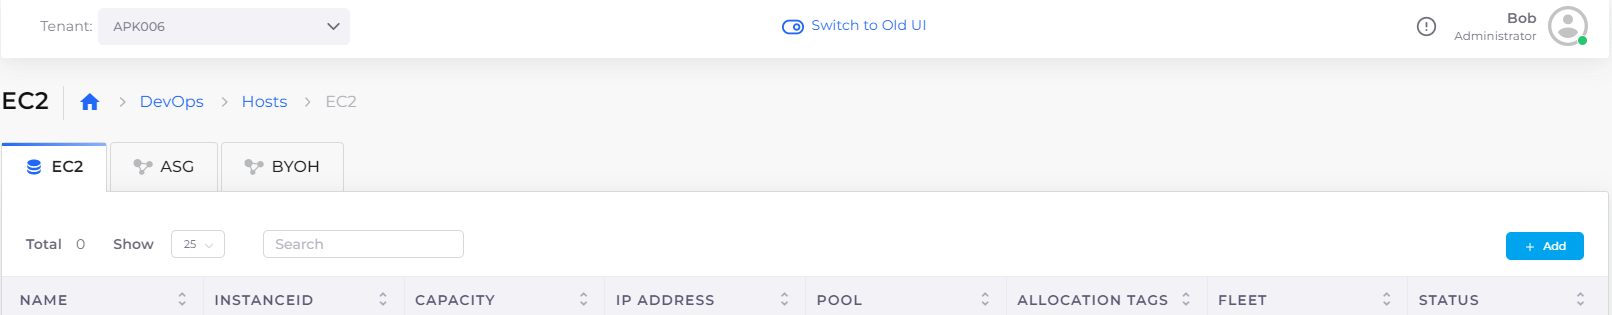 Tenant: APK006 Switch to Old UI Bob
Administrator
EC2 DevOps Hosts EC2
EC2 ASG BYOH
Total 0 Show 25 Search + Add
NAME INSTANCEID CAPACITY IP ADDRESS POOL ALLOCATION TAGS FLEET STATUS